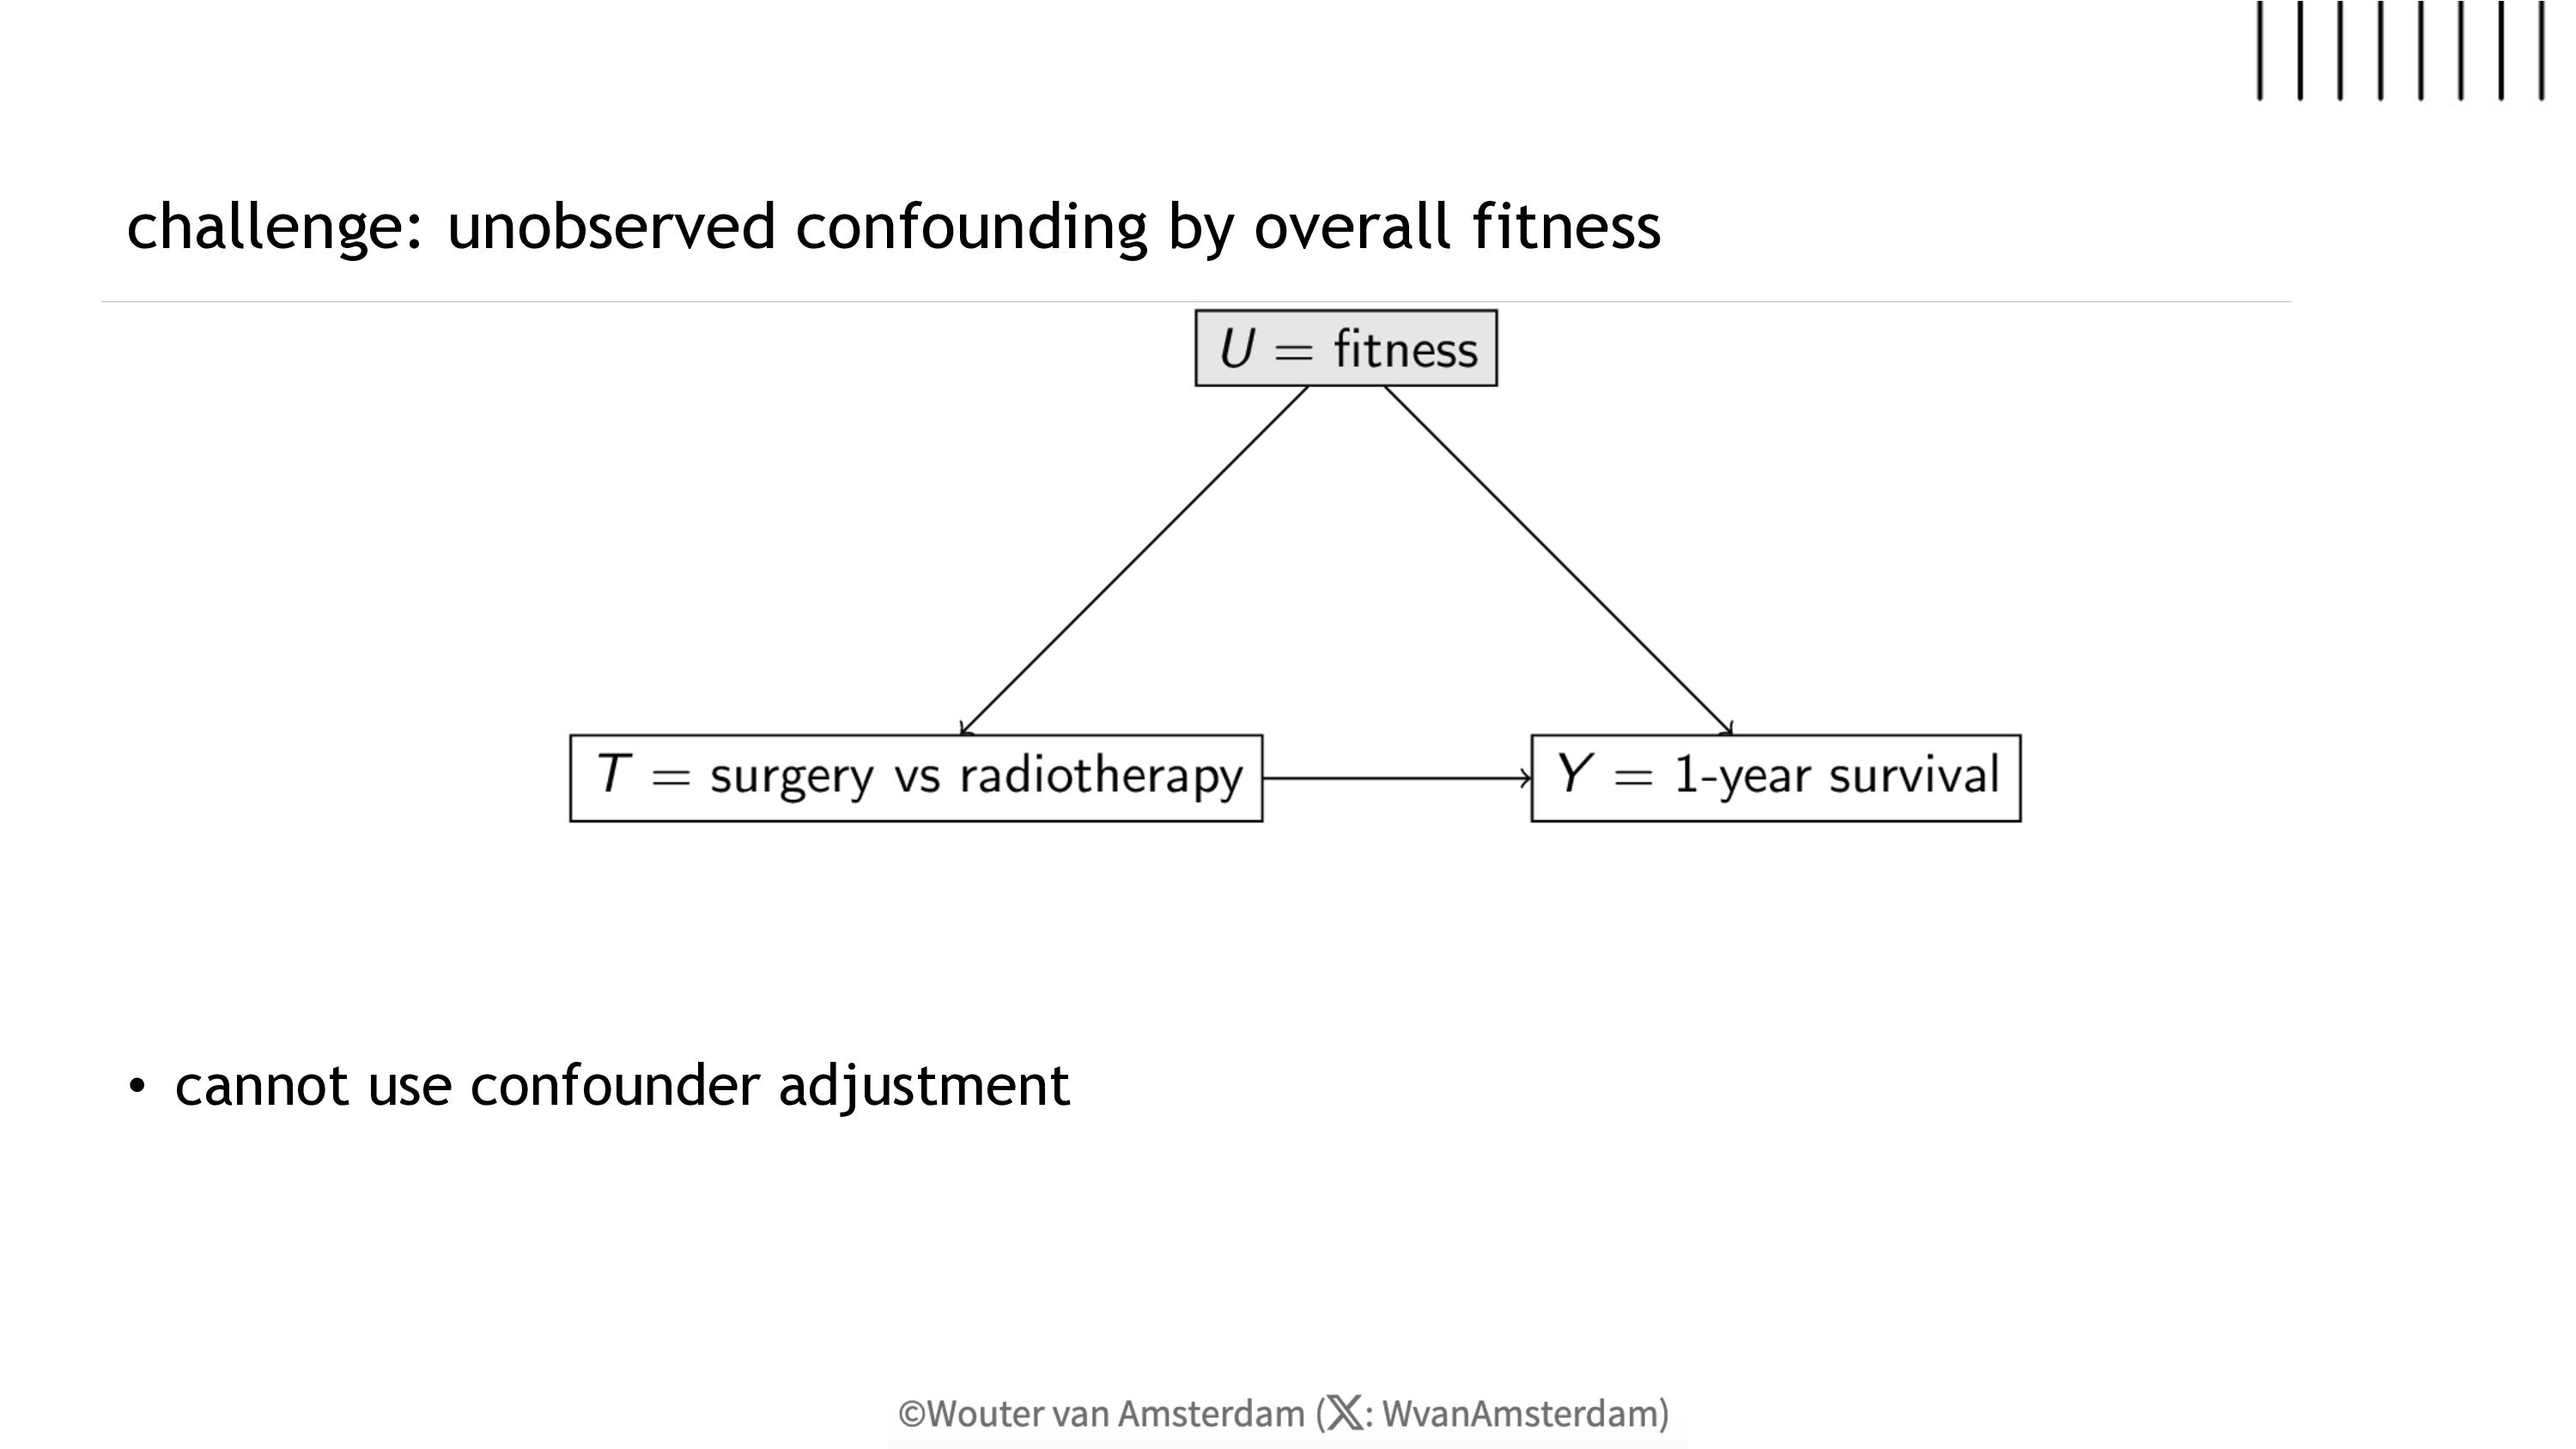 challenge: unobserved confounding by overall fitness
U = fitness
T = surgery vs radiotherapy
Y = 1-year survival
• cannot use confounder adjustment
©Wouter van Amsterdam (𝕏: WvanAmsterdam)